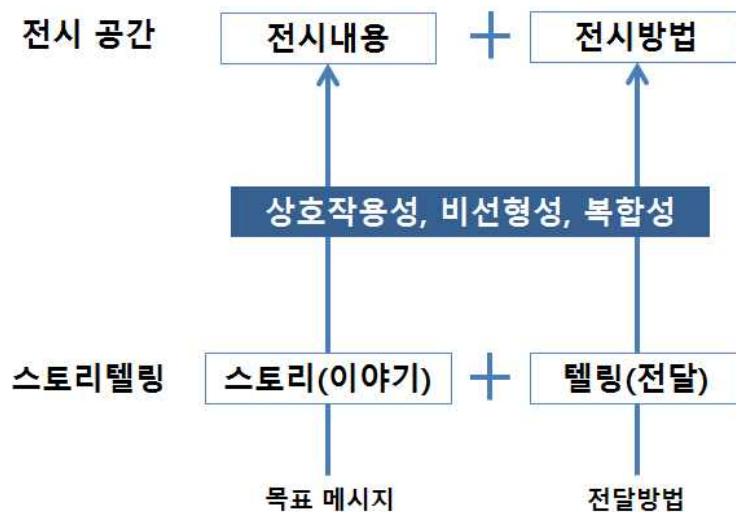 전시 공간 전시내용 + 전시방법
상호작용성, 비선형성, 복합성
스토리텔링 스토리(이야기) + 텔링(전달)
목표 메시지 전달방법